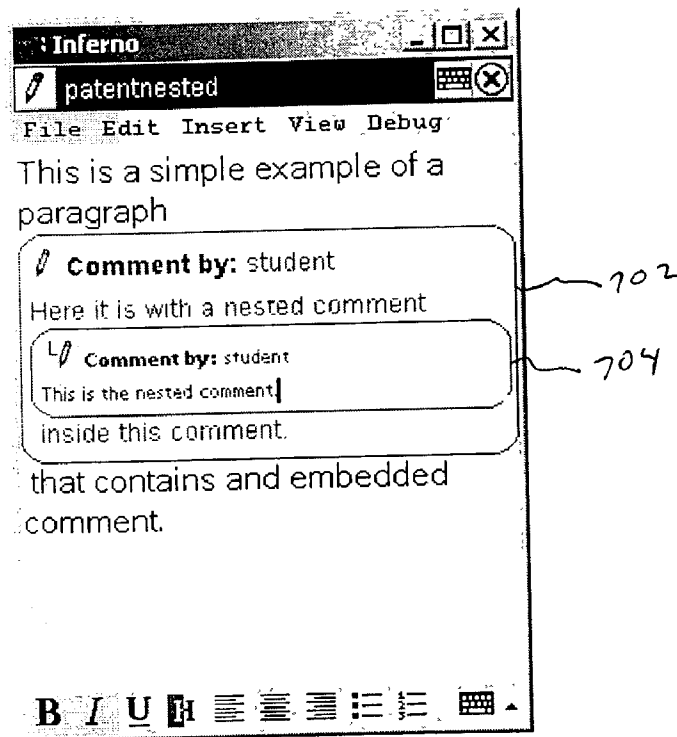 Inferno
patentnested
File Edit Insert View Debug
This is a simple example of a
paragraph
Comment by: student
Here it is with a nested comment
702
Comment by: student
704
This is the nested comment.
inside this comment.
that contains and embedded
comment.
B I U H